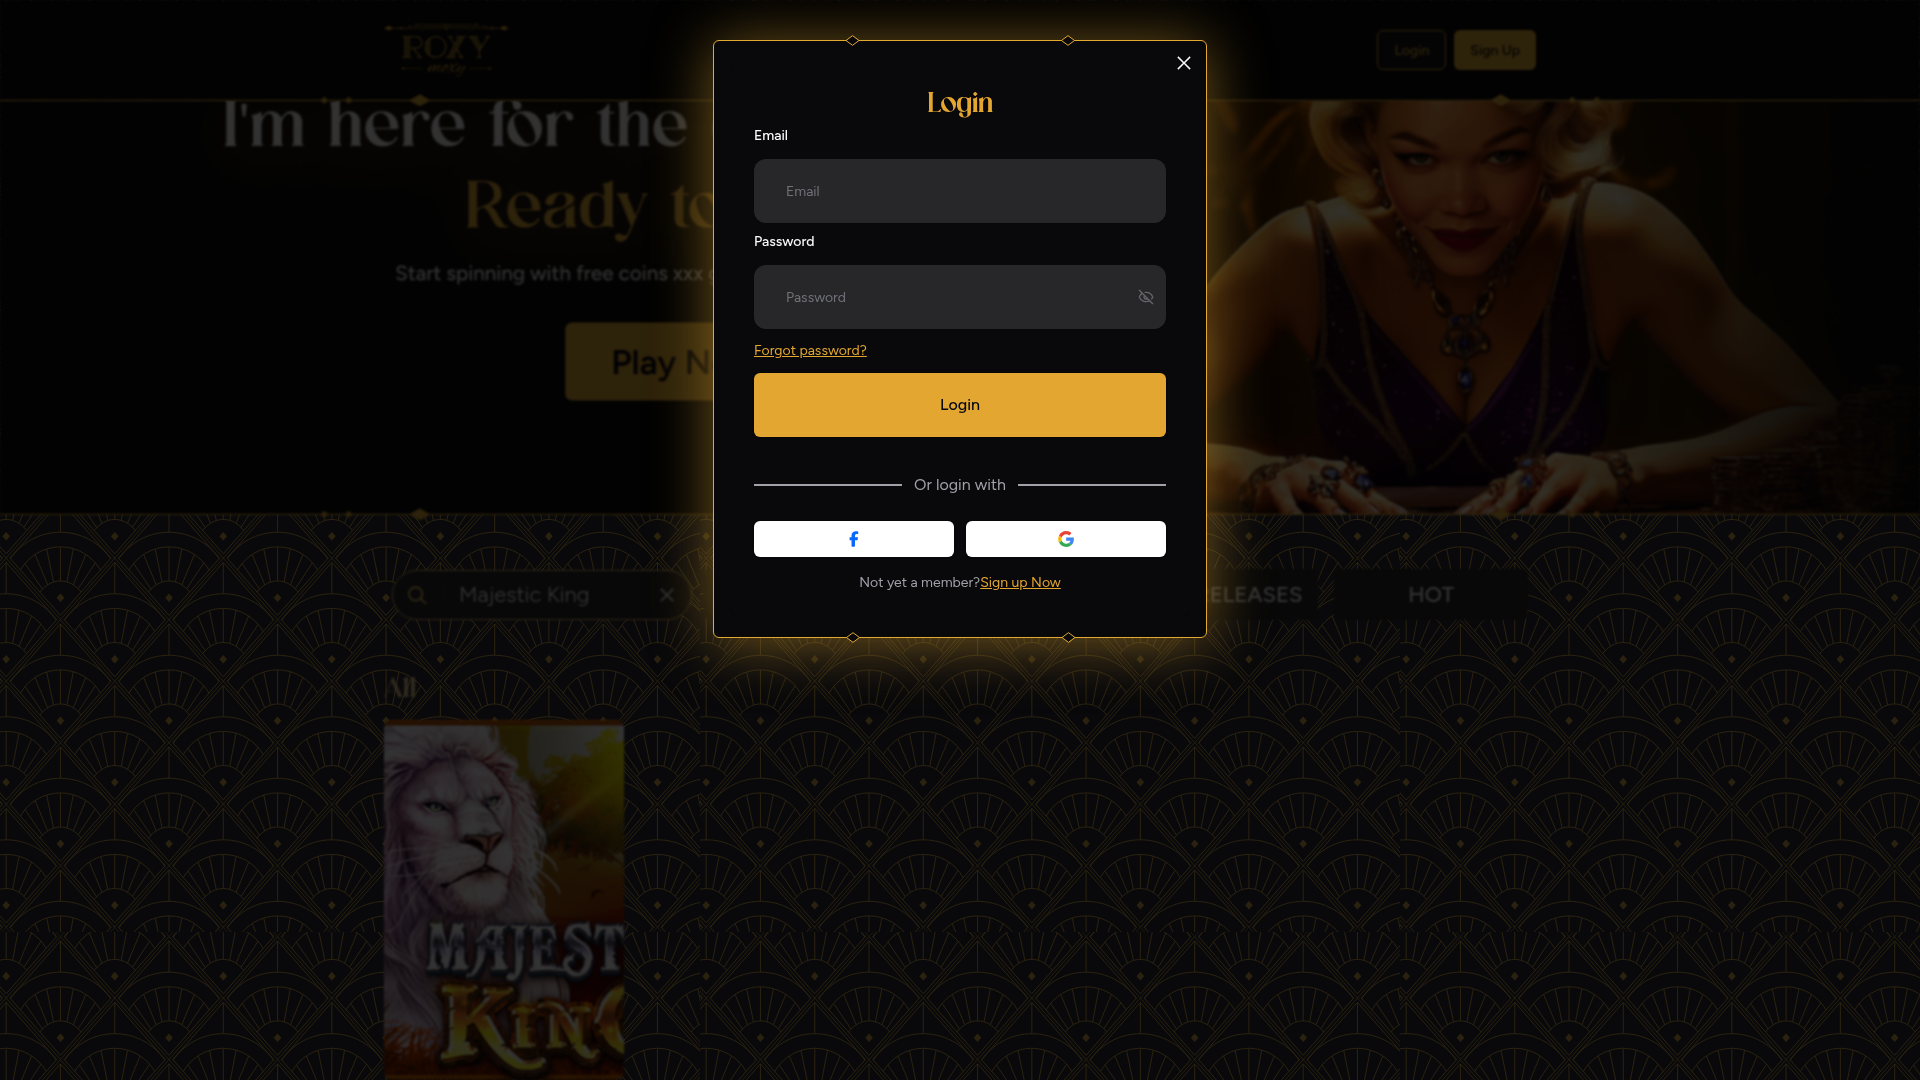 ROXY
moxy
Login
Sign Up
I'm here for the
Ready to
Start spinning with free coins xxx
Play
Login
Email
Email
Password
Password
Forgot password?
Login
Or login with
Not yet a member?Sign up Now
Majestic King
ELEASES
HOT
All
MAJEST
KING